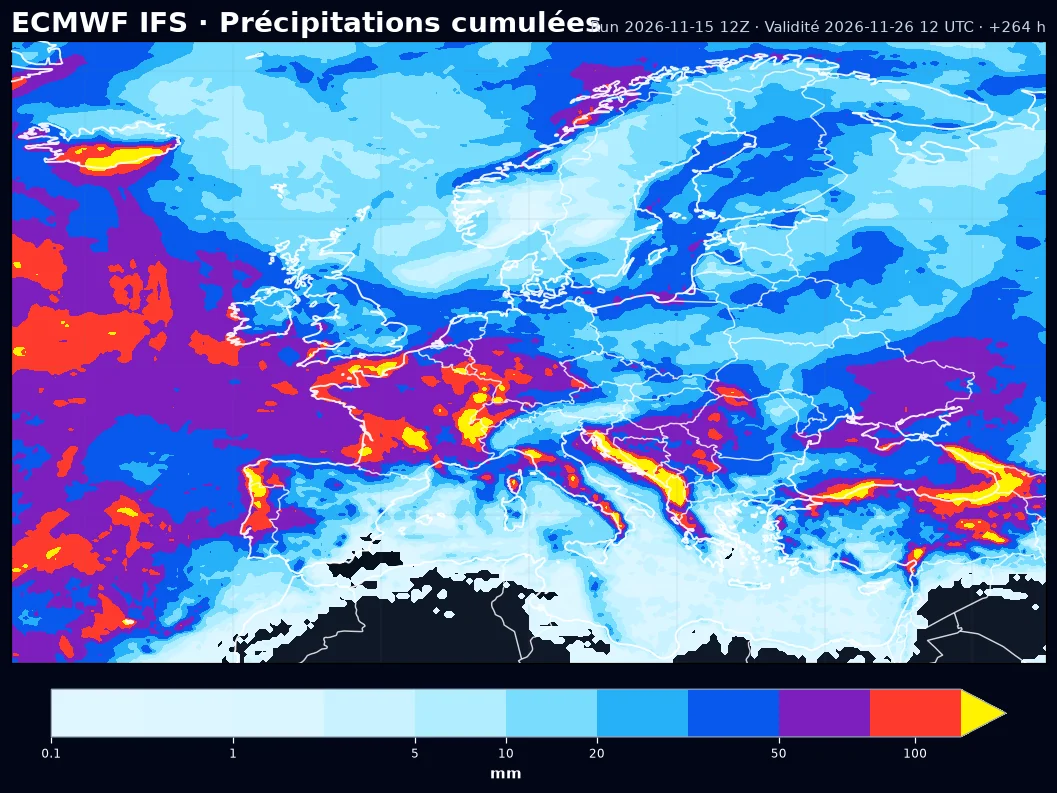 ECMWF IFS · Précipitations cumulées
Run 2026-11-15 12Z · Validité 2026-11-26 12 UTC · +264 h
0.1 1 5 10 20 50 100
mm